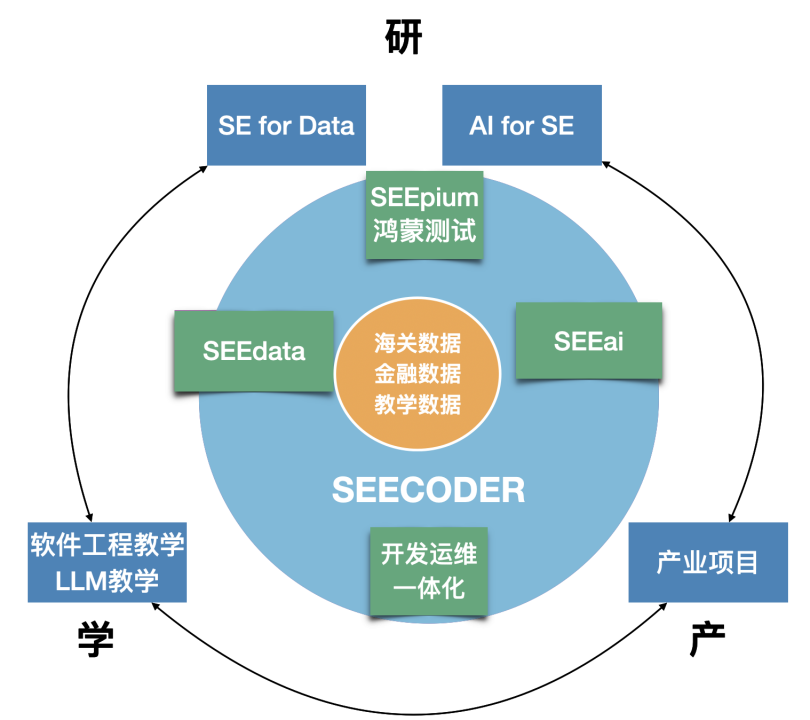 研
SE for Data
AI for SE
SEEpium
鸿蒙测试
SEEdata
海关数据
金融数据
教学数据
SEEai
SEECODER
软件工程教学
LLM教学
开发运维
一体化
产业项目
学
产